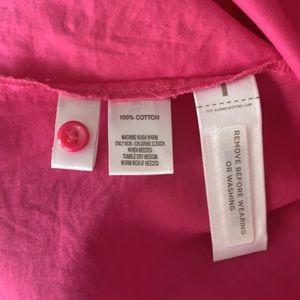 100% COTTON
MACHINE WASH WARM
ONLY NON - CHLORINE BLEACH
WHEN NEEDED
TUMBLE DRY MEDIUM
WARM IRON IF NEEDED
REMOVE BEFORE WEARING
OR WASHING